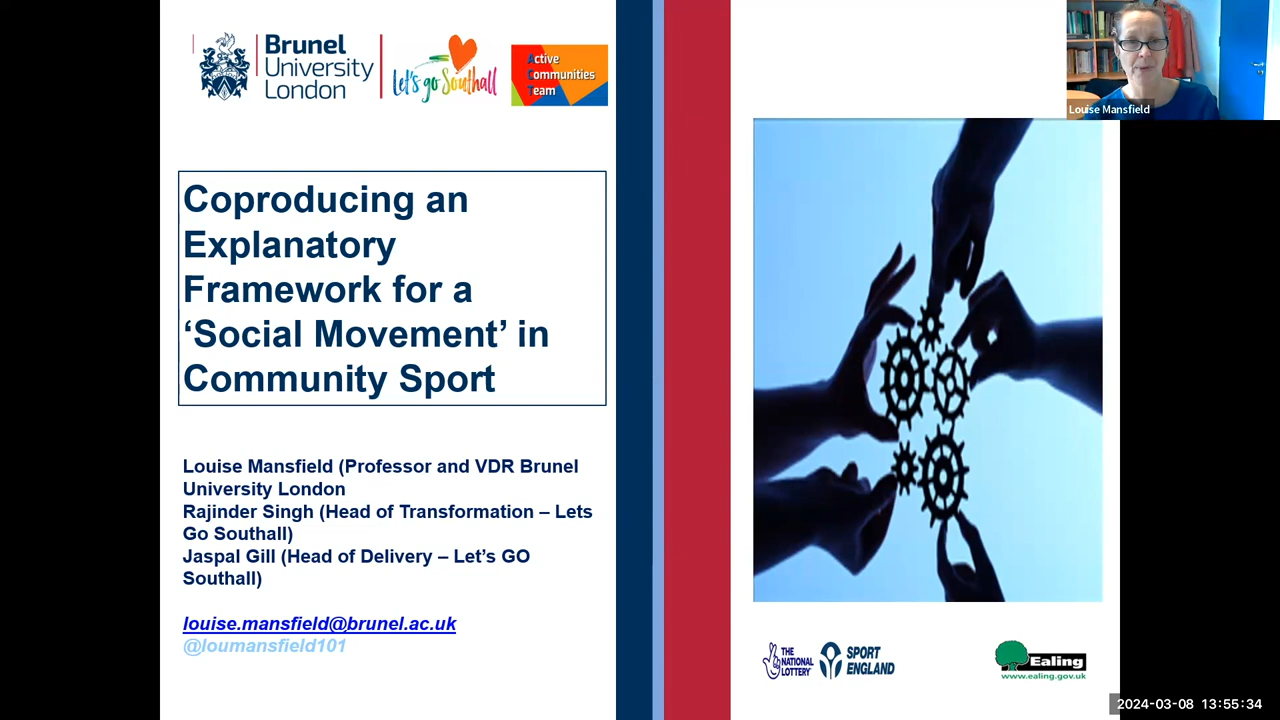 Brunel
University
London
Let's go Southall
Active
Communities
Team
Louise Mansfield
Coproducing an
Explanatory
Framework for a
‘Social Movement’ in
Community Sport
Louise Mansfield (Professor and VDR Brunel
University London
Rajinder Singh (Head of Transformation – Lets
Go Southall)
Jaspal Gill (Head of Delivery – Let’s GO
Southall)
louise.mansfield@brunel.ac.uk
@loumansfield101
THE
NATIONAL
LOTTERY
SPORT
ENGLAND
Ealing
www.ealing.gov.uk
2024-03-08 13:55:34